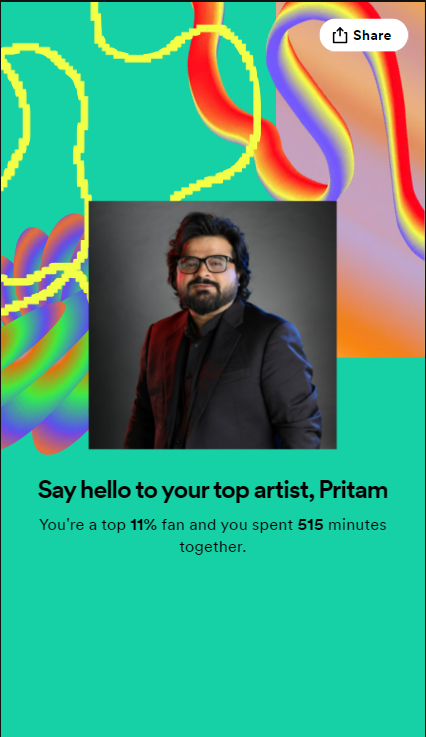 Share
Say hello to your top artist, Pritam
You're a top 11% fan and you spent 515 minutes
together.